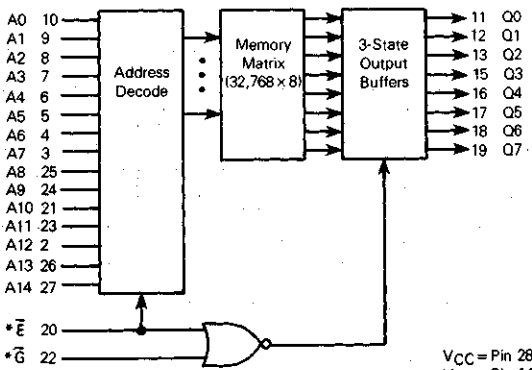 A0 10
A1 9
A2 8
A3 7
A4 6
A5 5
A6 4
A7 3
A8 25
A9 24
A10 21
A11 23
A12 2
A13 26
A14 27
*E̅ 20
*G̅ 22
Address
Decode
Memory
Matrix
(32,768 × 8)
3-State
Output
Buffers
11 Q0
12 Q1
13 Q2
15 Q3
16 Q4
17 Q5
18 Q6
19 Q7
VCC = Pin 28